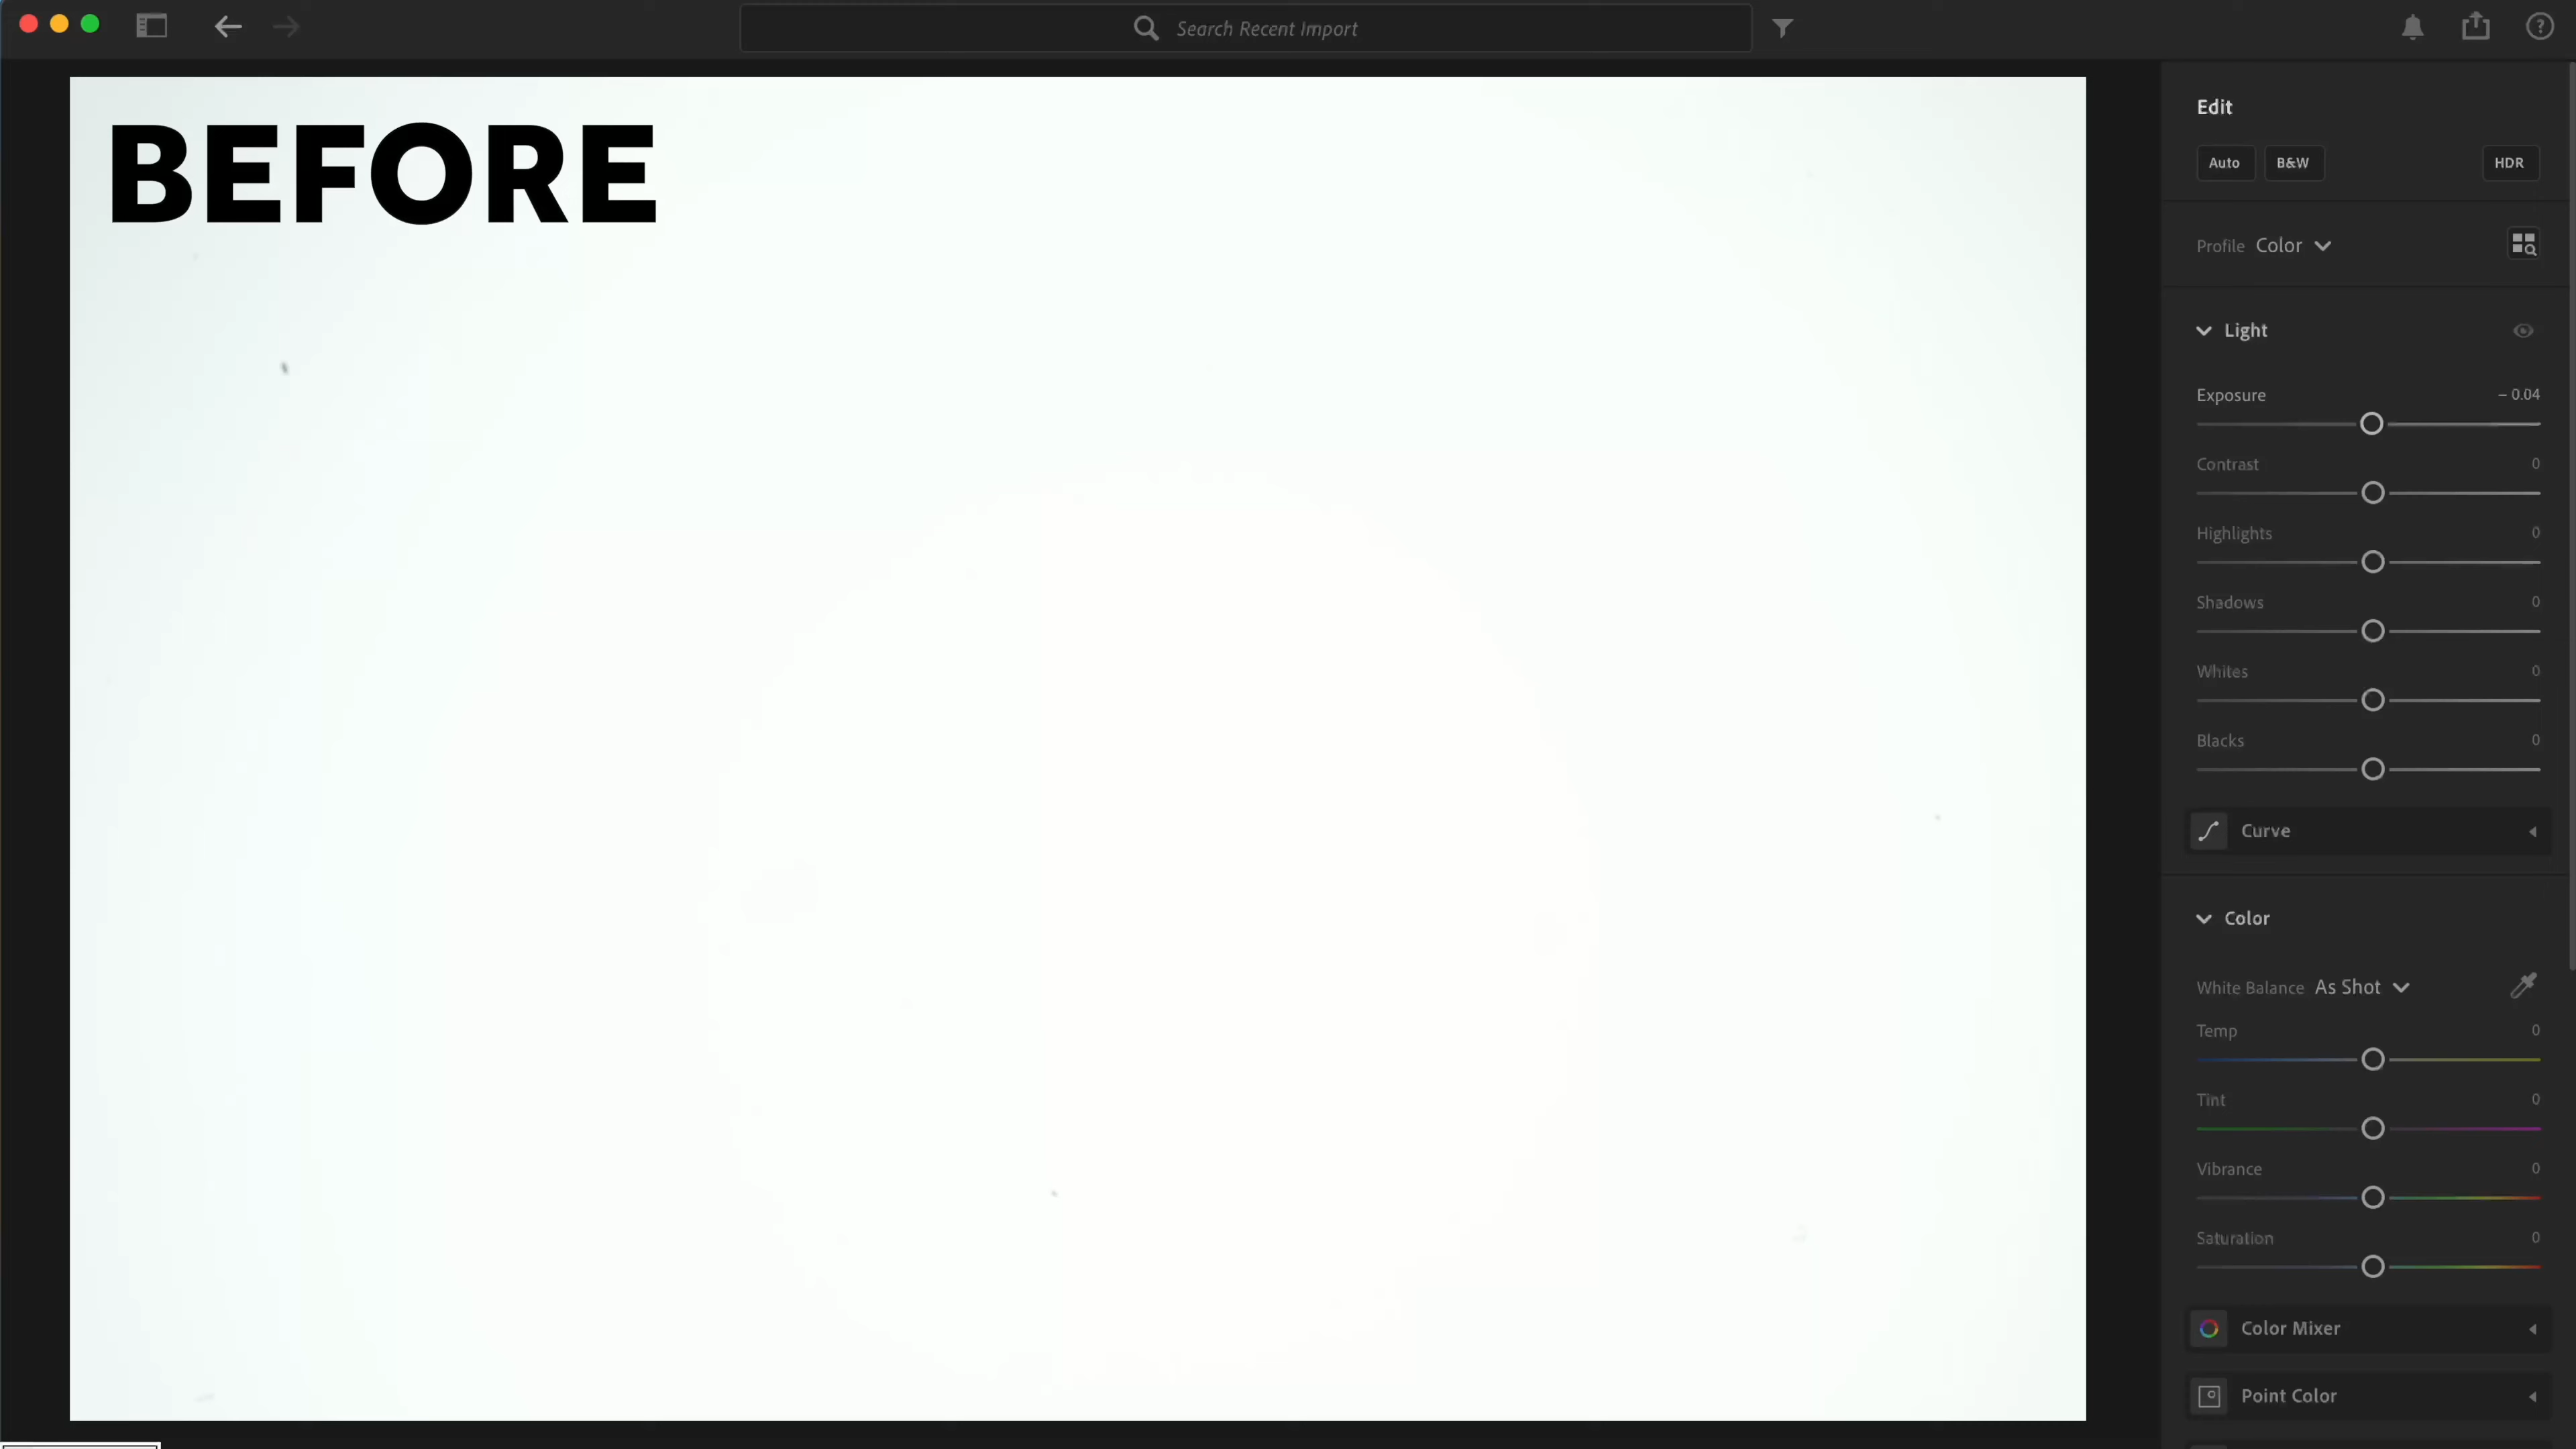 Search Recent Import
BEFORE
Edit
Auto B&W HDR
Profile Color
Light
Exposure – 0.04
Contrast 0
Highlights 0
Shadows 0
Whites 0
Blacks 0
Curve
Color
White Balance As Shot
Temp 0
Tint 0
Vibrance 0
Saturation 0
Color Mixer
Point Color